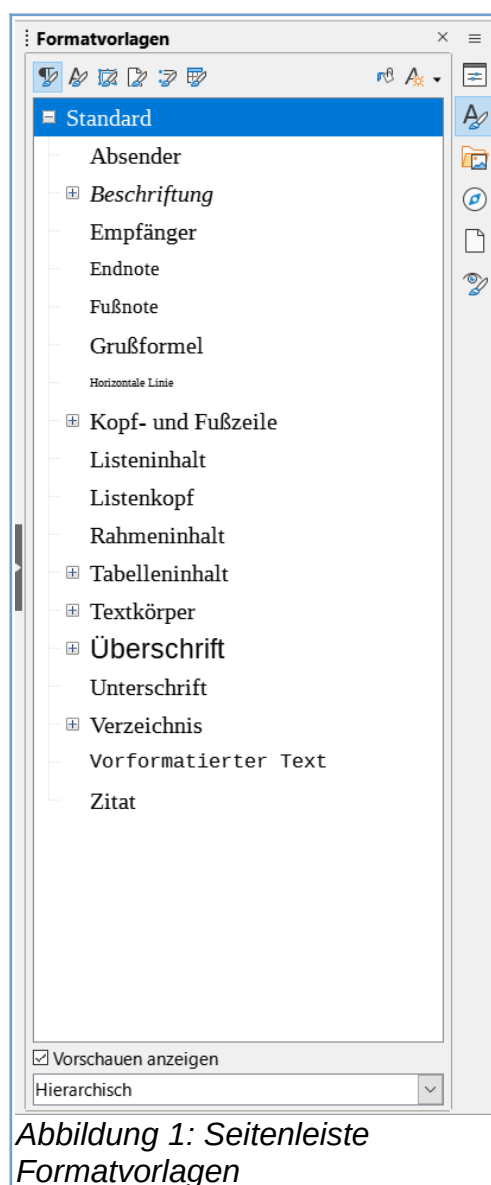 Formatvorlagen
Standard
Absender
Beschriftung
Empfänger
Endnote
Fußnote
Grußformel
Horizontale Linie
Kopf- und Fußzeile
Listeninhalt
Listenkopf
Rahmeninhalt
Tabelleninhalt
Textkörper
Überschrift
Unterschrift
Verzeichnis
Vorformatierter Text
Zitat
Vorschauen anzeigen
Hierarchisch
Abbildung 1: Seitenleiste
Formatvorlagen